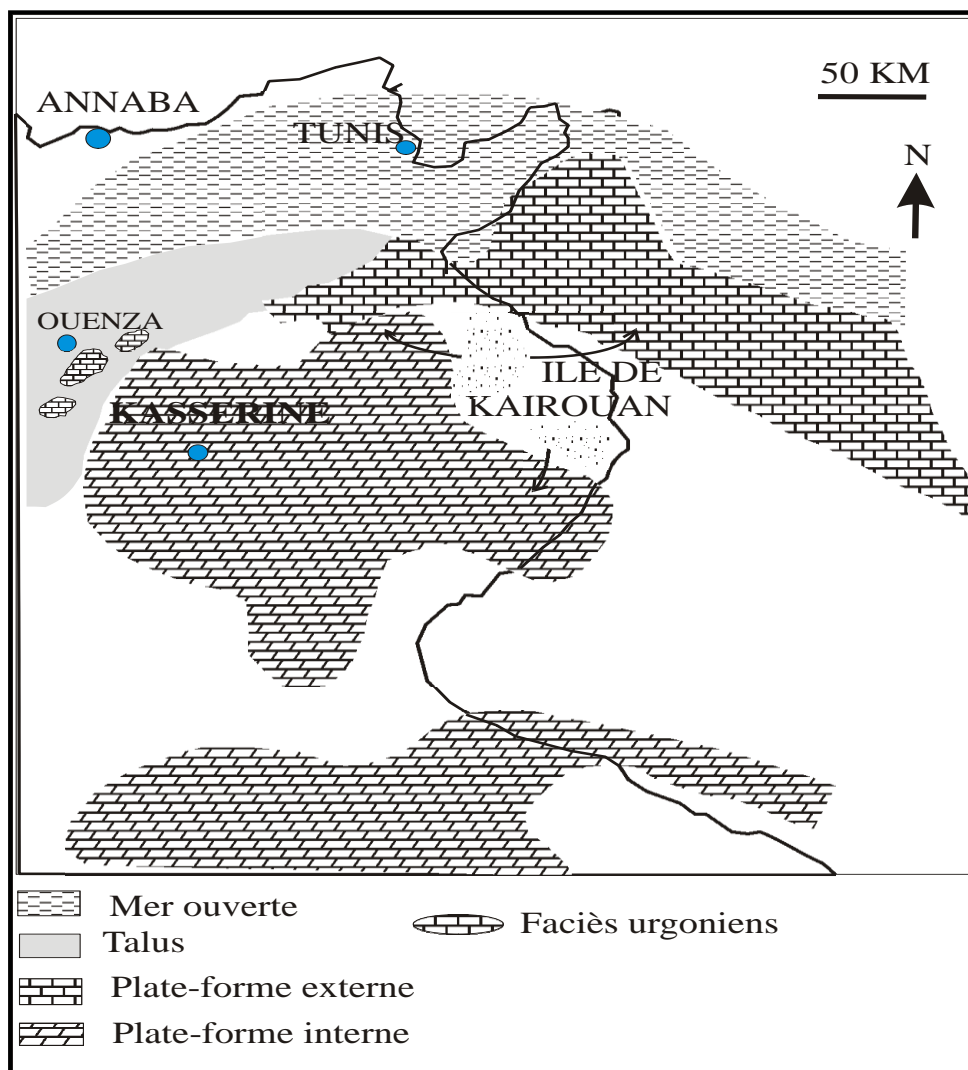 50 KM
ANNABA
TUNIS
N
OUENZA
ILE DE
KAIROUAN
KASSERINE
Mer ouverte
Faciès urgoniens
Talus
Plate-forme externe
Plate-forme interne